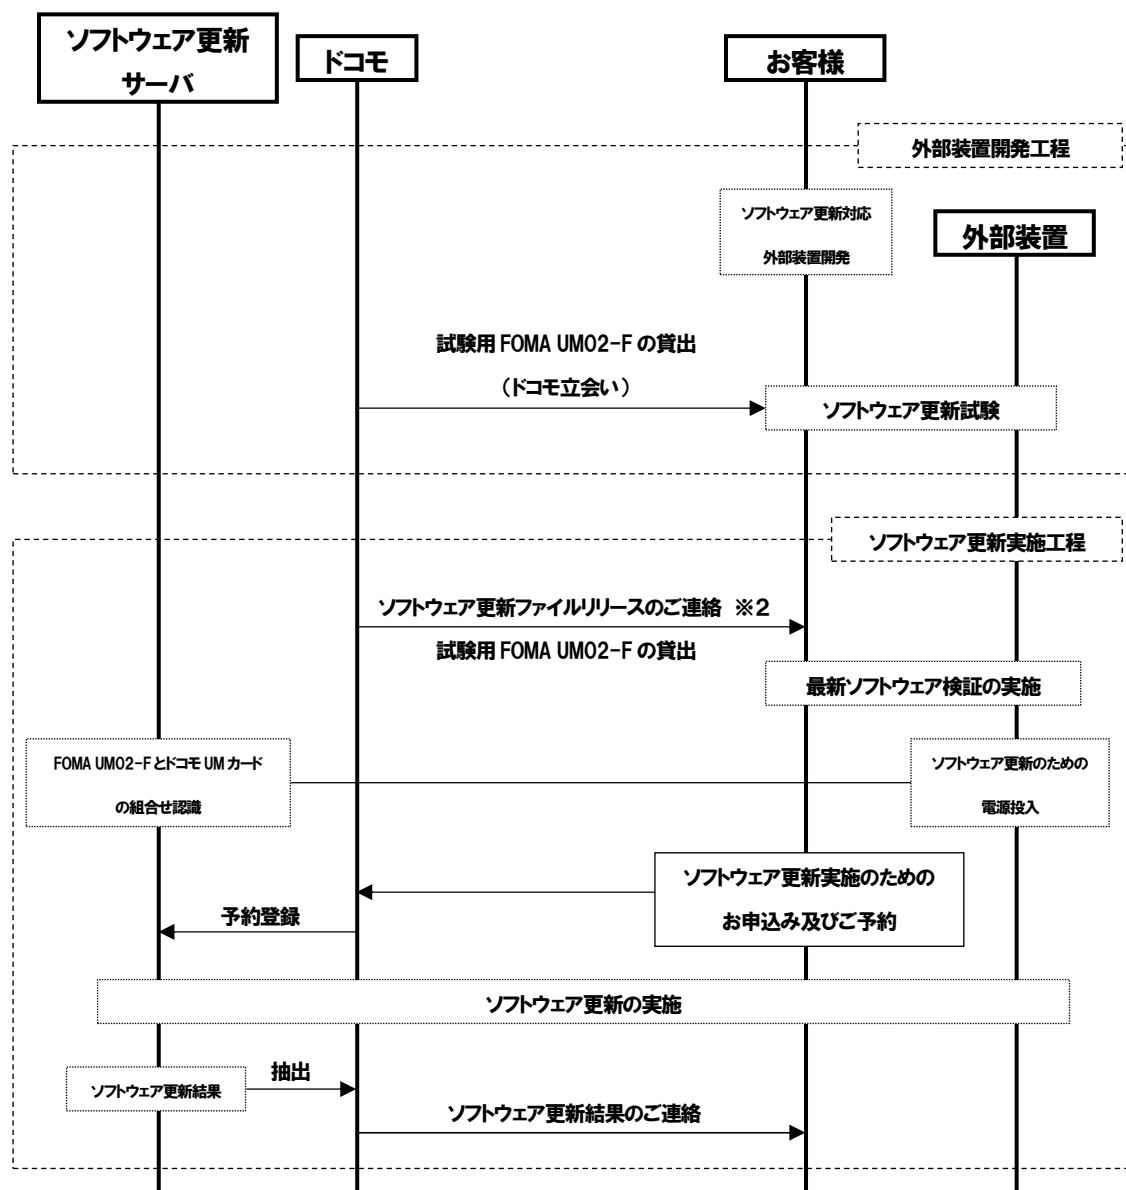 ソフトウェア更新
サーバ
ドコモ
お客様
外部装置開発工程
ソフトウェア更新対応
外部装置開発
外部装置
試験用 FOMA UM02-F の貸出
（ドコモ立会い）
ソフトウェア更新試験
ソフトウェア更新実施工程
ソフトウェア更新ファイルリリースのご連絡 ※2
試験用 FOMA UM02-F の貸出
最新ソフトウェア検証の実施
FOMA UM02-F とドコモ UM カード
の組合せ認識
ソフトウェア更新のための
電源投入
ソフトウェア更新実施のための
お申込み及びご予約
予約登録
ソフトウェア更新の実施
ソフトウェア更新結果
抽出
ソフトウェア更新結果のご連絡